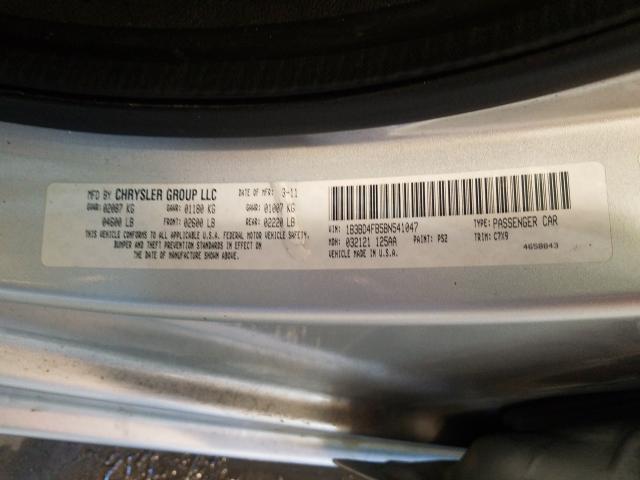 MFD BY CHRYSLER GROUP LLC DATE OF MFR: 3-11
GVWR: 02087 KG GAWR: 01180 KG GAWR: 01007 KG
04600 LB FRONT: 02600 LB REAR: 02220 LB
THIS VEHICLE CONFORMS TO ALL APPLICABLE U.S.A. FEDERAL MOTOR VEHICLE SAFETY,
BUMPER AND THEFT PREVENTION STANDARDS IN EFFECT ON
THE DATE OF MANUFACTURE SHOWN ABOVE.
VIN: 1B3BD4FB5BN541047 TYPE: PASSENGER CAR
MDH: 032121 125AA PAINT: PS2 TRIM: C7X9
VEHICLE MADE IN U.S.A. 4658843